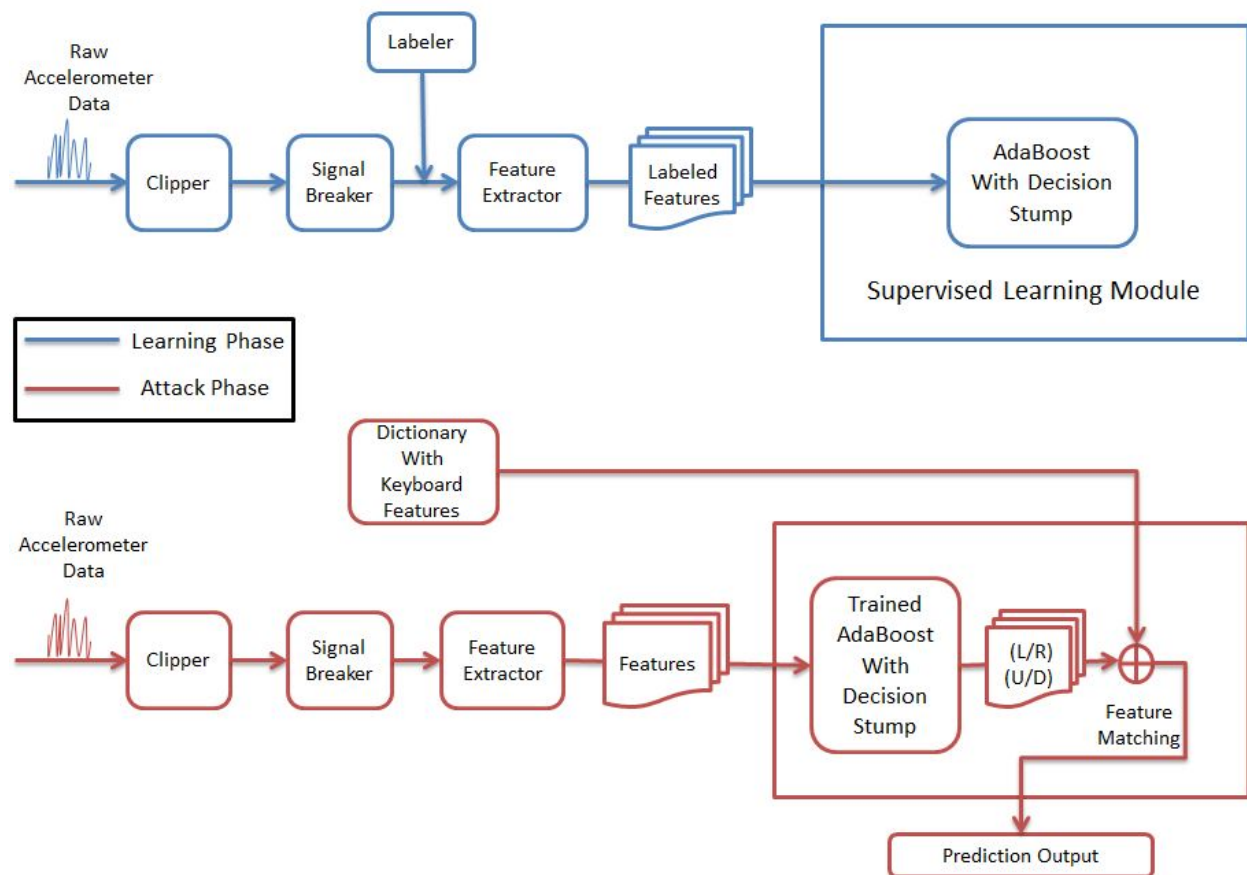 Labeler
Raw
Accelerometer
Data
Clipper
Signal
Breaker
Feature
Extractor
Labeled
Features
AdaBoost
With Decision
Stump
Supervised Learning Module
Learning Phase
Attack Phase
Dictionary
With
Keyboard
Features
Raw
Accelerometer
Data
Clipper
Signal
Breaker
Feature
Extractor
Features
Trained
AdaBoost
With
Decision
Stump
(L/R)
(U/D)
Feature
Matching
Prediction Output